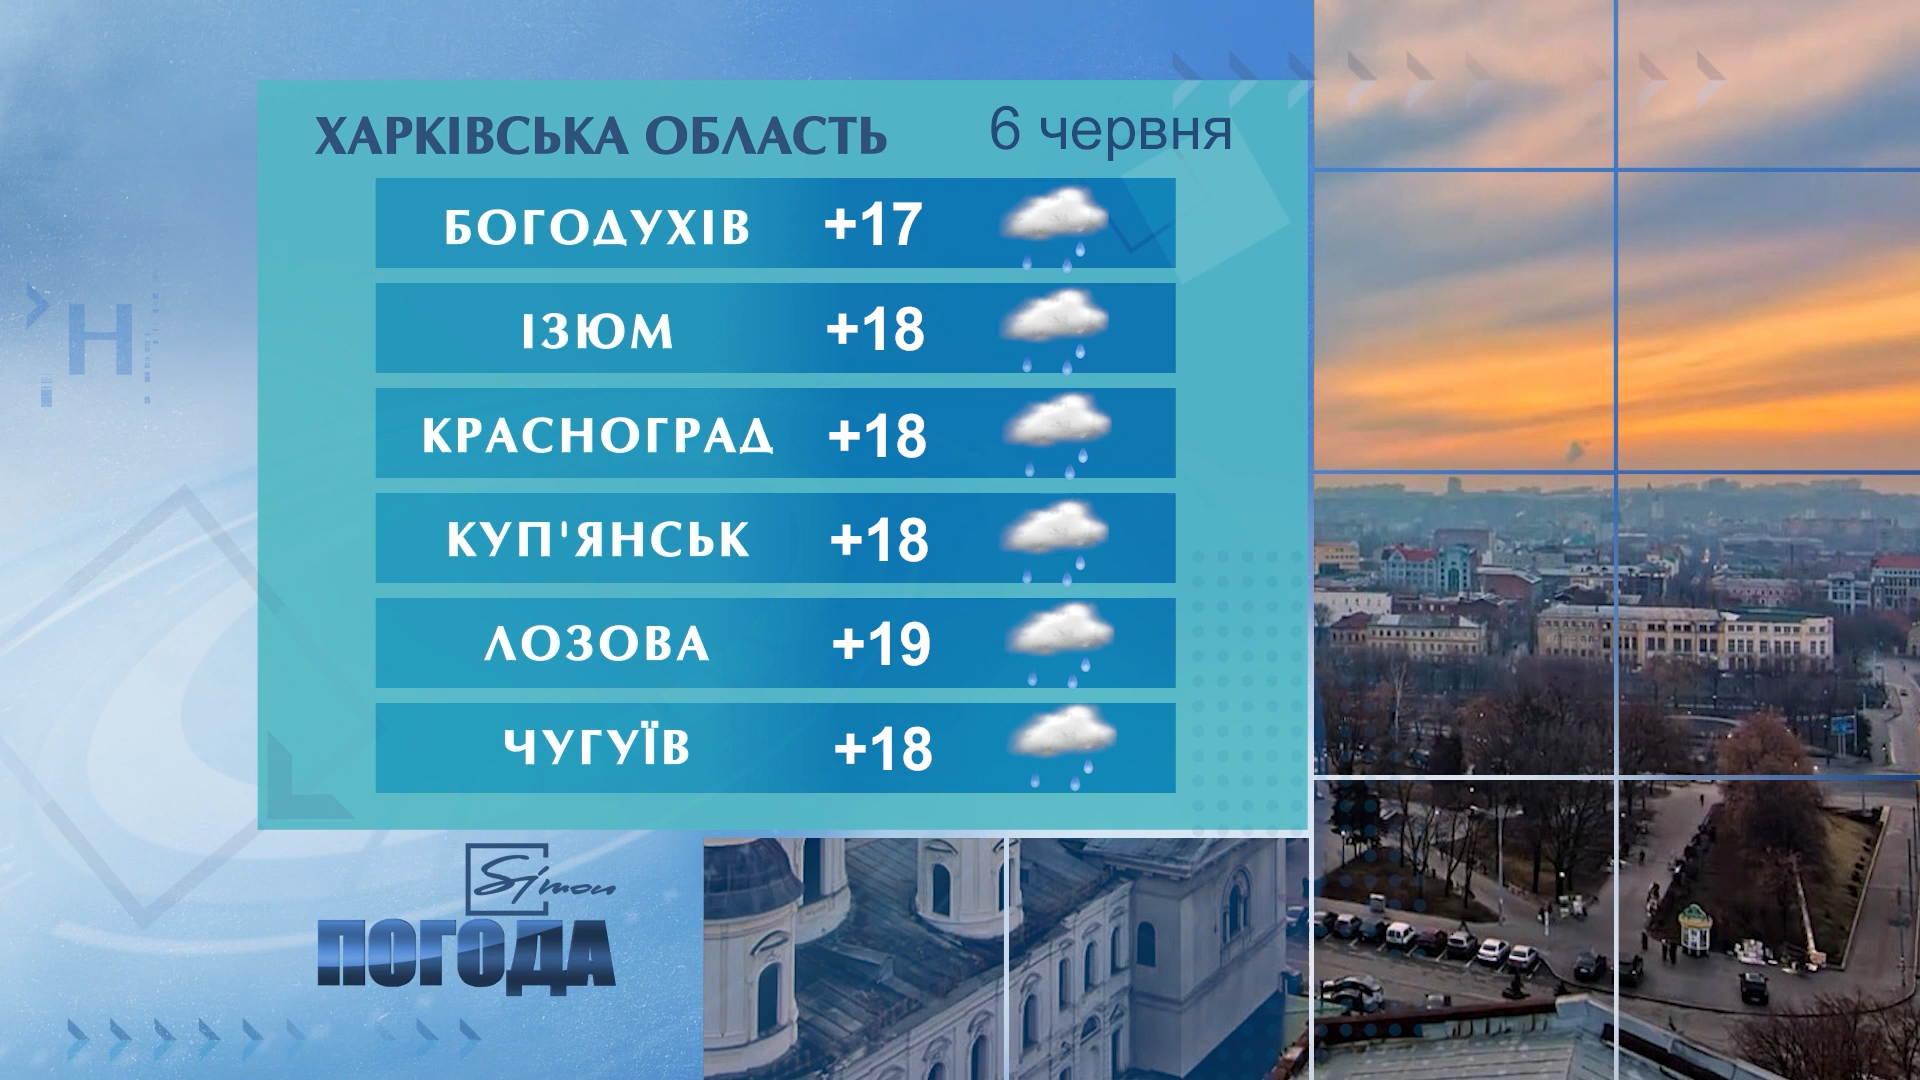 ХАРКІВСЬКА ОБЛАСТЬ 6 червня
БОГОДУХІВ +17
ІЗЮМ +18
КРАСНОГРАД +18
КУП'ЯНСЬК +18
ЛОЗОВА +19
ЧУГУЇВ +18
Н
Simon
ПОГОДА